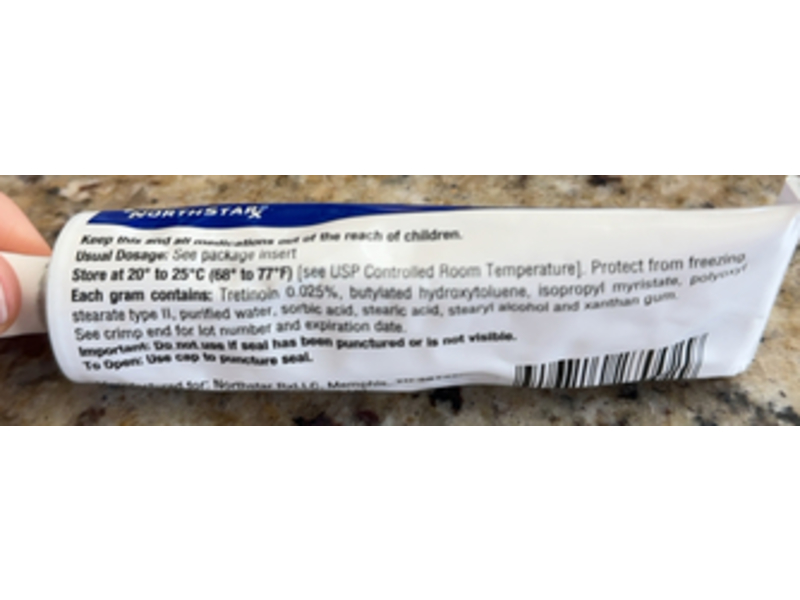 NORTHSTAR
Keep this and all medications out of the reach of children.
Usual Dosage: See package insert
Store at 20° to 25°C (68° to 77°F) [see USP Controlled Room Temperature]. Protect from freezing.
Each gram contains: Tretinoin 0.025%, butylated hydroxytoluene, isopropyl myristate, polyoxyl
stearate type II, purified water, sorbic acid, stearic acid, stearyl alcohol and xanthan gum.
See crimp end for lot number and expiration date.
Important: Do not use if seal has been punctured or is not visible.
To Open: Use cap to puncture seal.
for: Northstar RxLLC, Memphis,